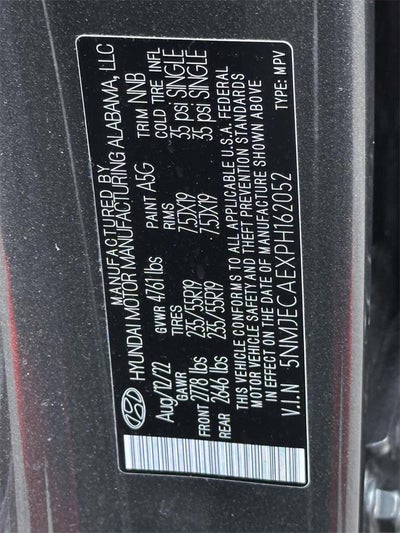 MANUFACTURED BY
HYUNDAI MOTOR MANUFACTURING ALABAMA, LLC
Aug/12/22 GVWR 4761 lbs PAINT A5G TRIM NNB
GAWR TIRES RIMS COLD TIRE INFL
FRONT 2778 lbs 235/55R19 7.5JX19 35 psi SINGLE
REAR 2646 lbs 235/55R19 7.5JX19 35 psi SINGLE
THIS VEHICLE CONFORMS TO ALL APPLICABLE U.S.A. FEDERAL
MOTOR VEHICLE SAFETY AND THEFT PREVENTION STANDARDS
IN EFFECT ON THE DATE OF MANUFACTURE SHOWN ABOVE.
V.I.N 5NMJECAEXPH162052 TYPE: MPV